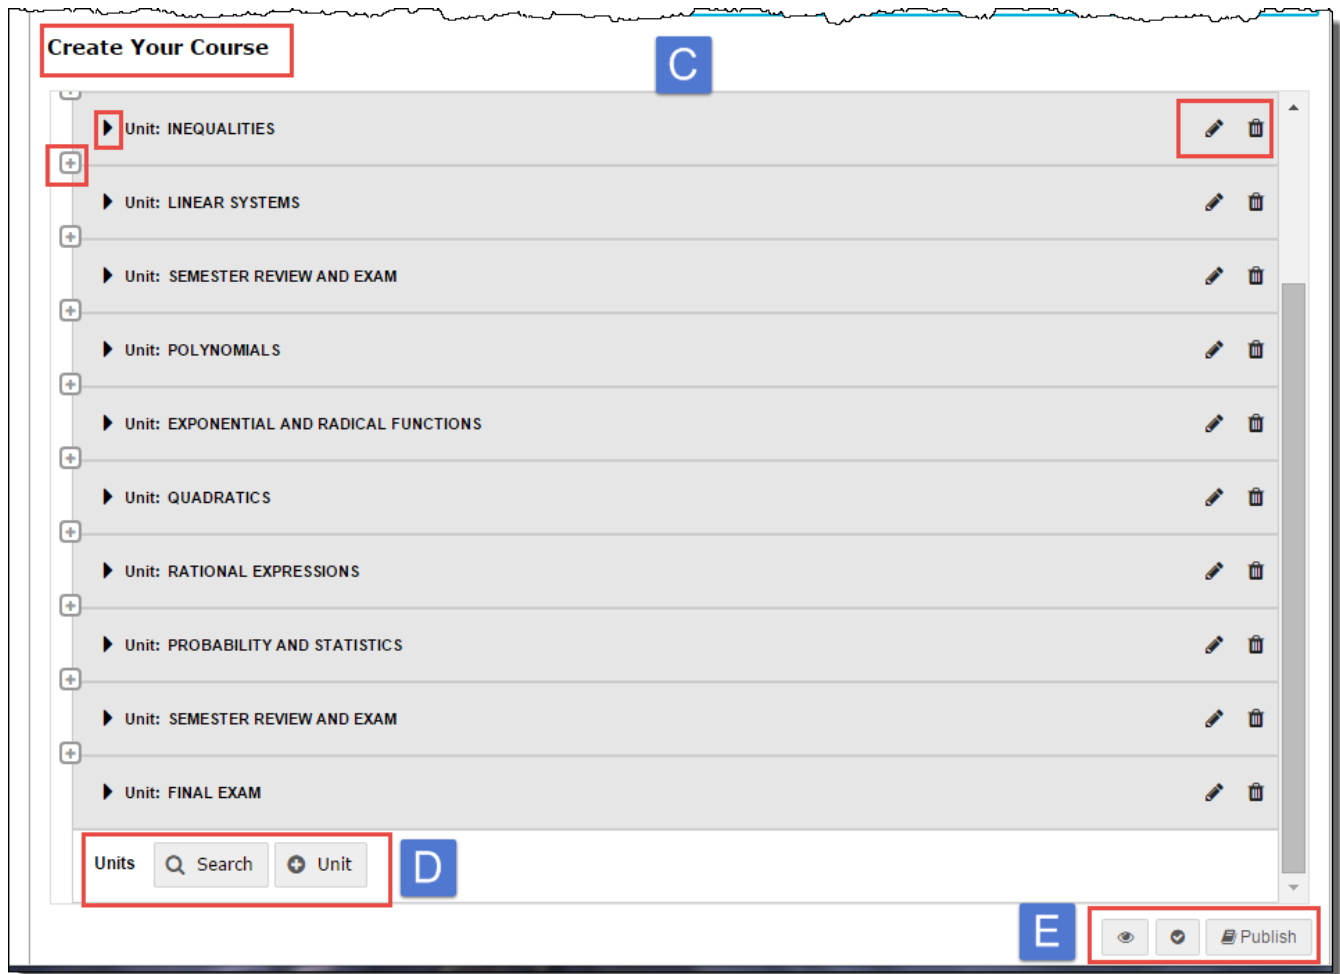 Create Your Course
C
Unit: INEQUALITIES
Unit: LINEAR SYSTEMS
Unit: SEMESTER REVIEW AND EXAM
Unit: POLYNOMIALS
Unit: EXPONENTIAL AND RADICAL FUNCTIONS
Unit: QUADRATICS
Unit: RATIONAL EXPRESSIONS
Unit: PROBABILITY AND STATISTICS
Unit: SEMESTER REVIEW AND EXAM
Unit: FINAL EXAM
Units Search Unit D
E Publish